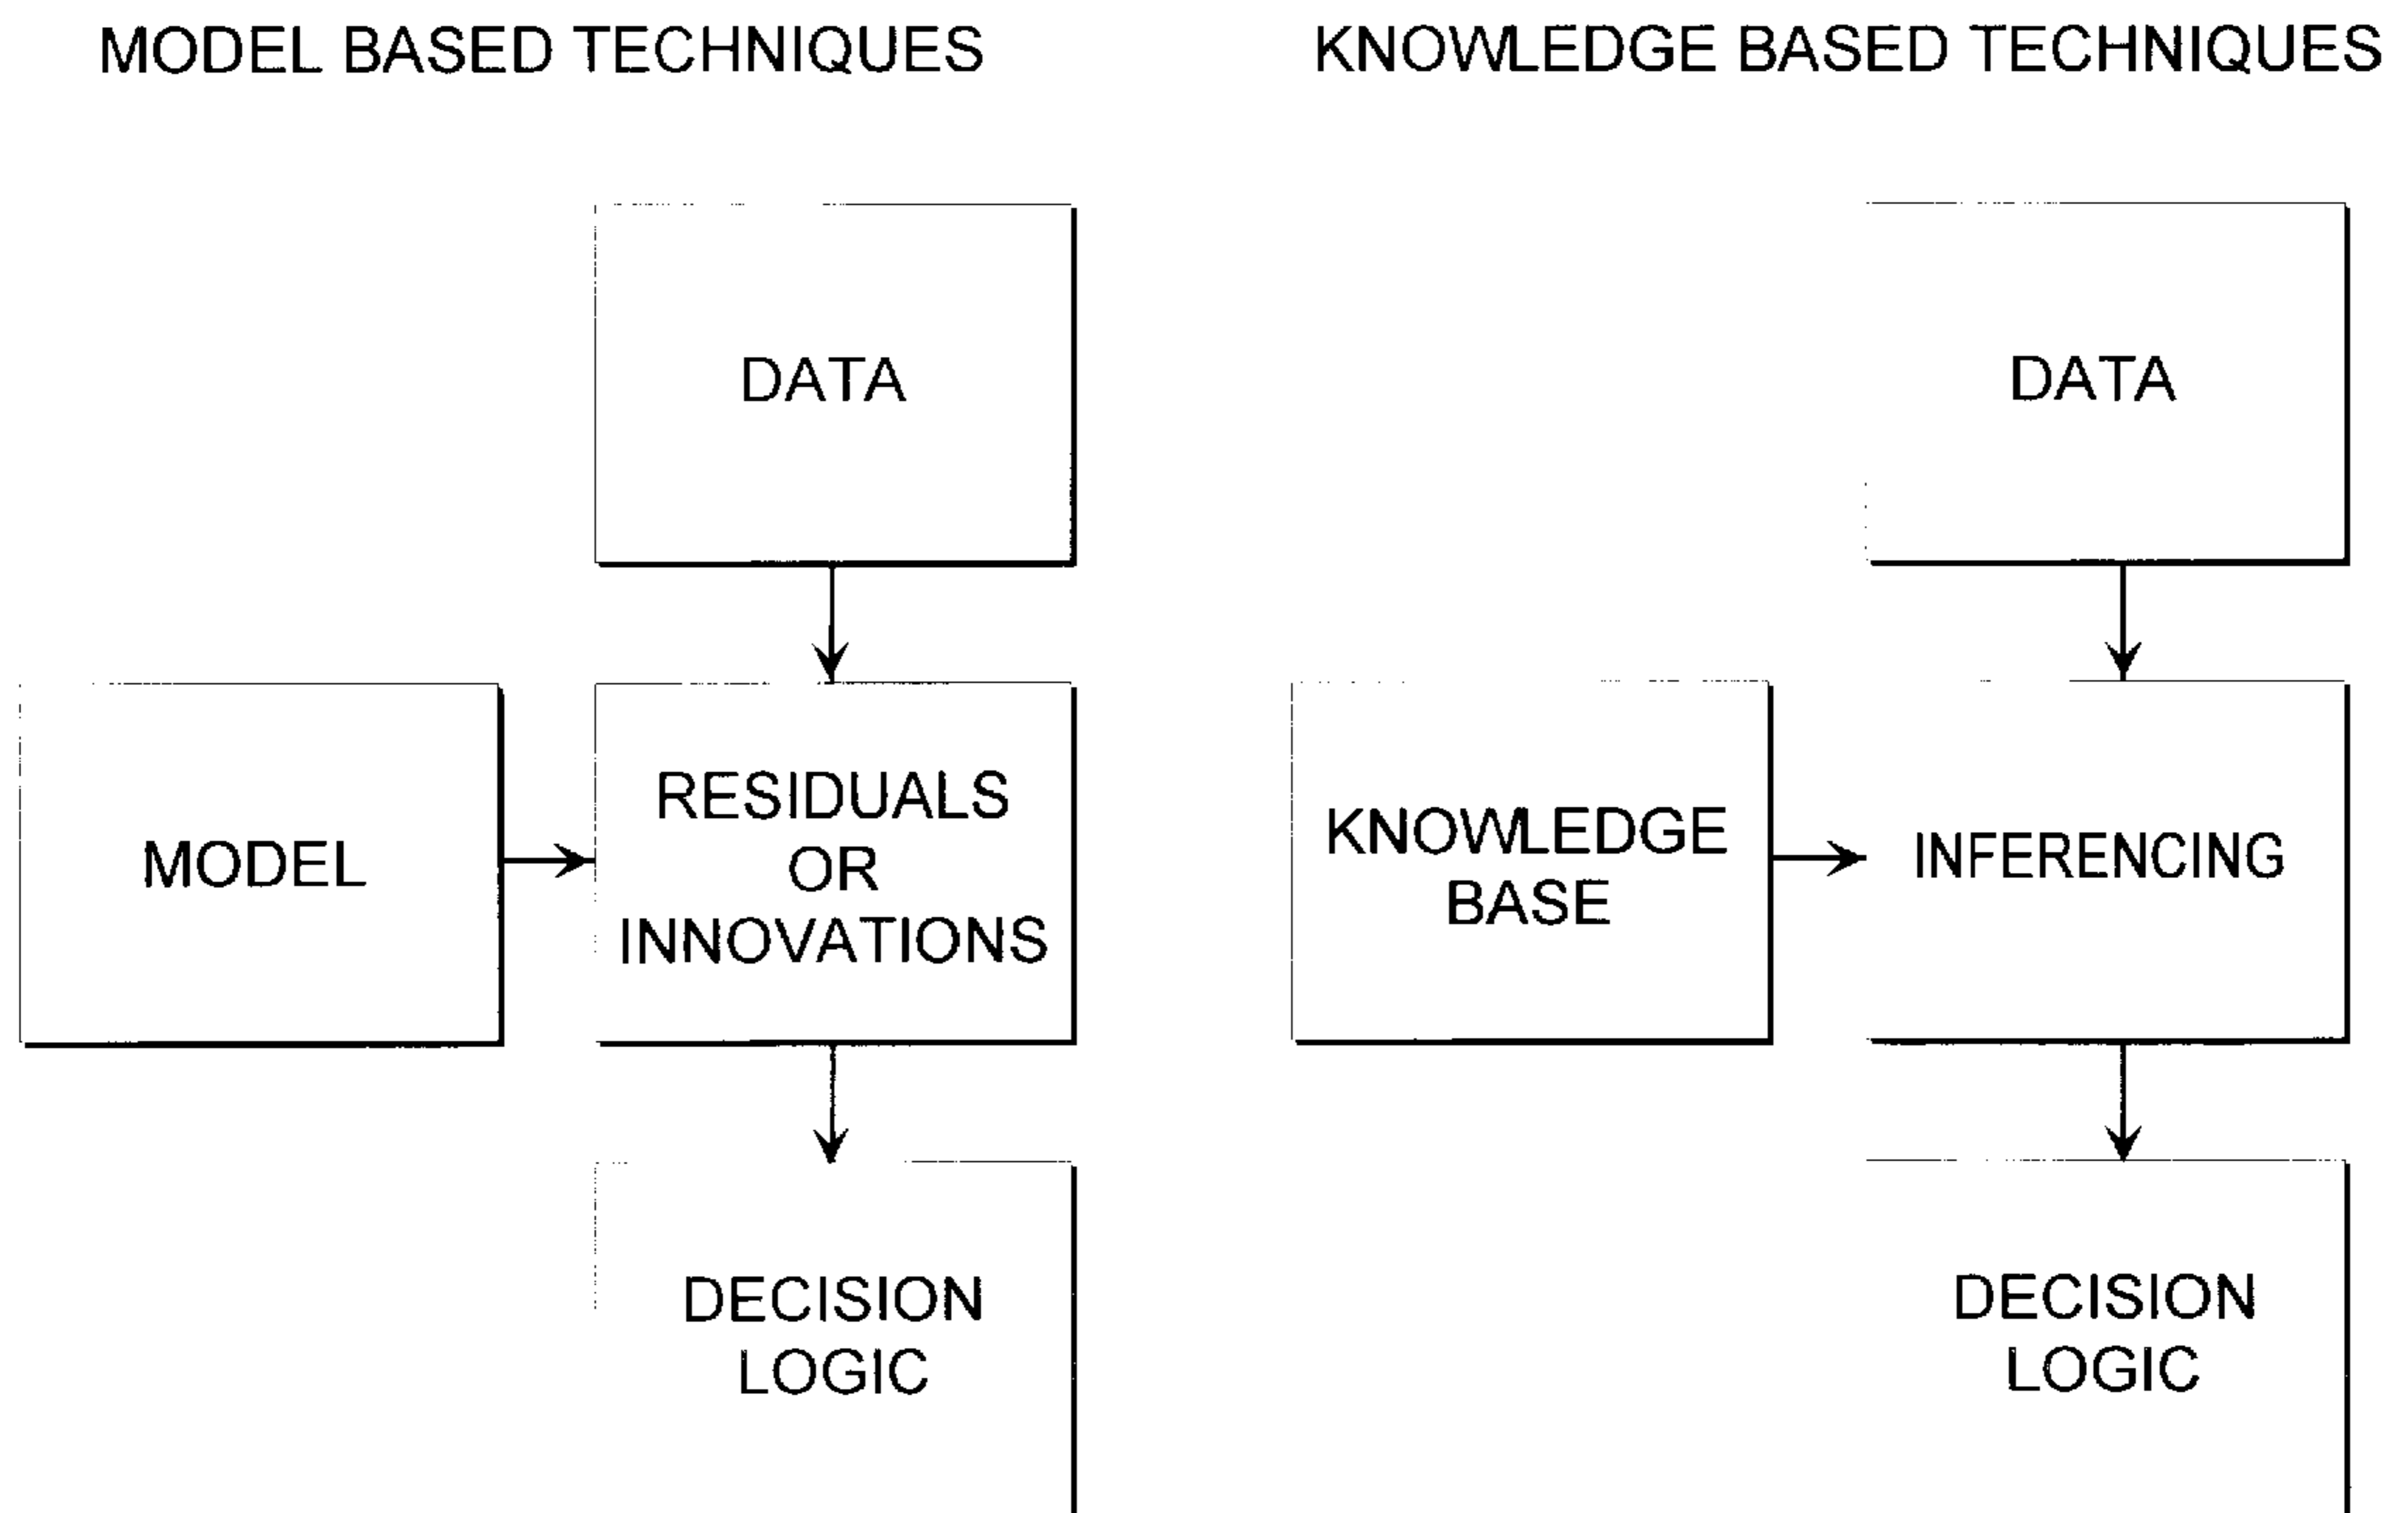 MODEL BASED TECHNIQUES
DATA
MODEL
RESIDUALS
OR
INNOVATIONS
DECISION
LOGIC
KNOWLEDGE BASED TECHNIQUES
DATA
KNOWLEDGE
BASE
INFERENCING
DECISION
LOGIC